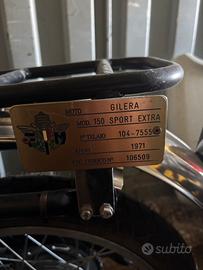 MOTO GILERA
MOD. 150 SPORT EXTRA
N° TELAIO 104-7555
ANNO 1971
N° 106509
subito